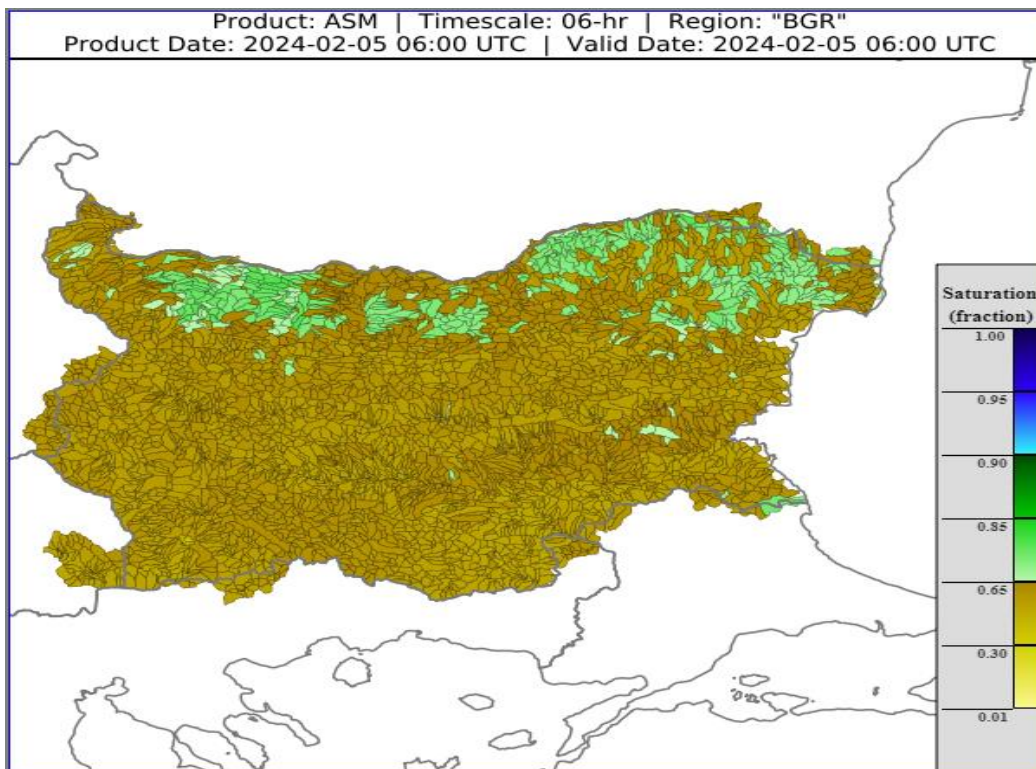 Product: ASM | Timescale: 06-hr | Region: "BGR"
Product Date: 2024-02-05 06:00 UTC | Valid Date: 2024-02-05 06:00 UTC
Saturation
(fraction)
1.00
0.95
0.90
0.85
0.65
0.30
0.01